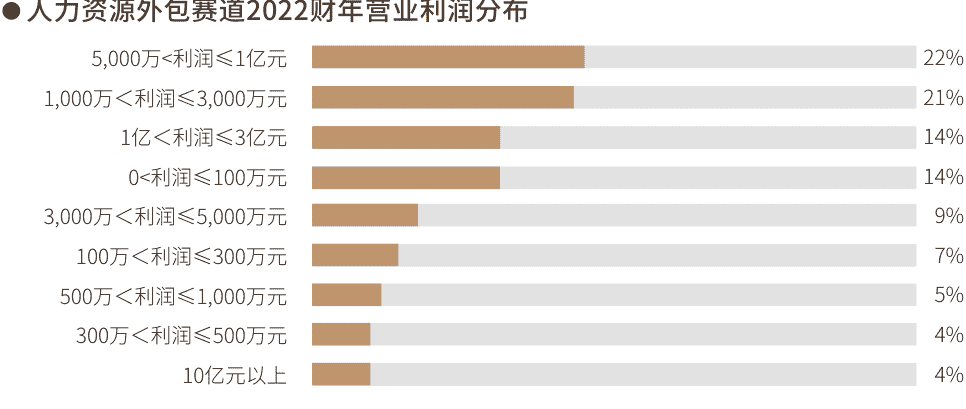 ● 人力资源外包赛道2022财年营业利润分布
5,000万<利润≤1亿元 22%
1,000万＜利润≤3,000万元 21%
1亿＜利润≤3亿元 14%
0<利润≤100万元 14%
3,000万＜利润≤5,000万元 9%
100万＜利润≤300万元 7%
500万＜利润≤1,000万元 5%
300万＜利润≤500万元 4%
10亿元以上 4%